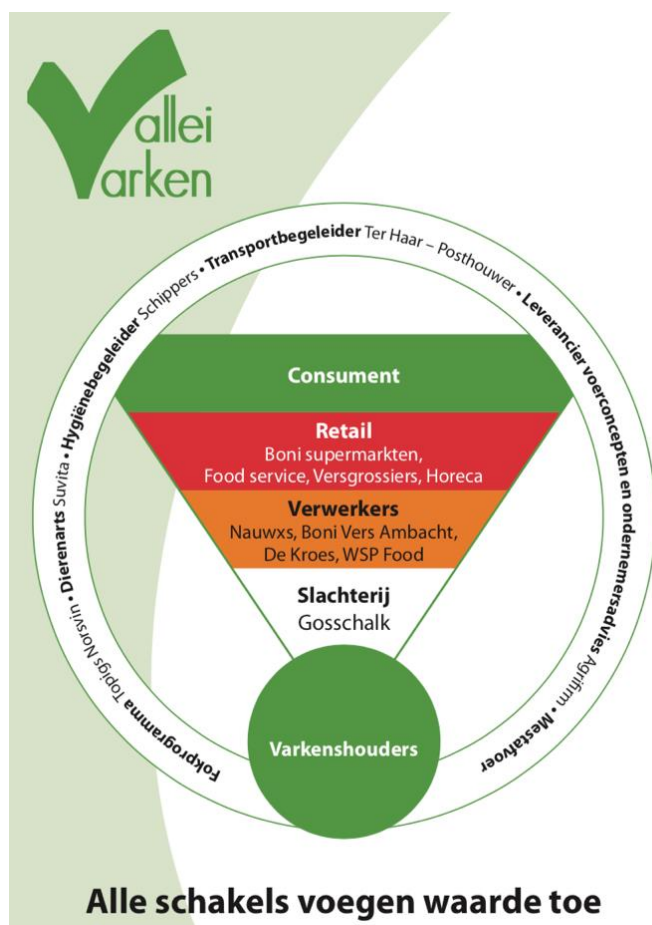 Vallei
Varken
Fokprogramma Topigs Norsvin • Dierenarts Suvita • Hygiënebegeleider Schippers • Transportbegeleider Ter Haar – Posthouwer • Leverancier voerconcepten en ondernemersadvies Agrifirm • Mestafvoer
Consument
Retail
Boni supermarkten,
Food service, Versgrossiers, Horeca
Verwerkers
Nauwxs, Boni Vers Ambacht,
De Kroes, WSP Food
Slachterij
Gosschalk
Varkenshouders
Alle schakels voegen waarde toe